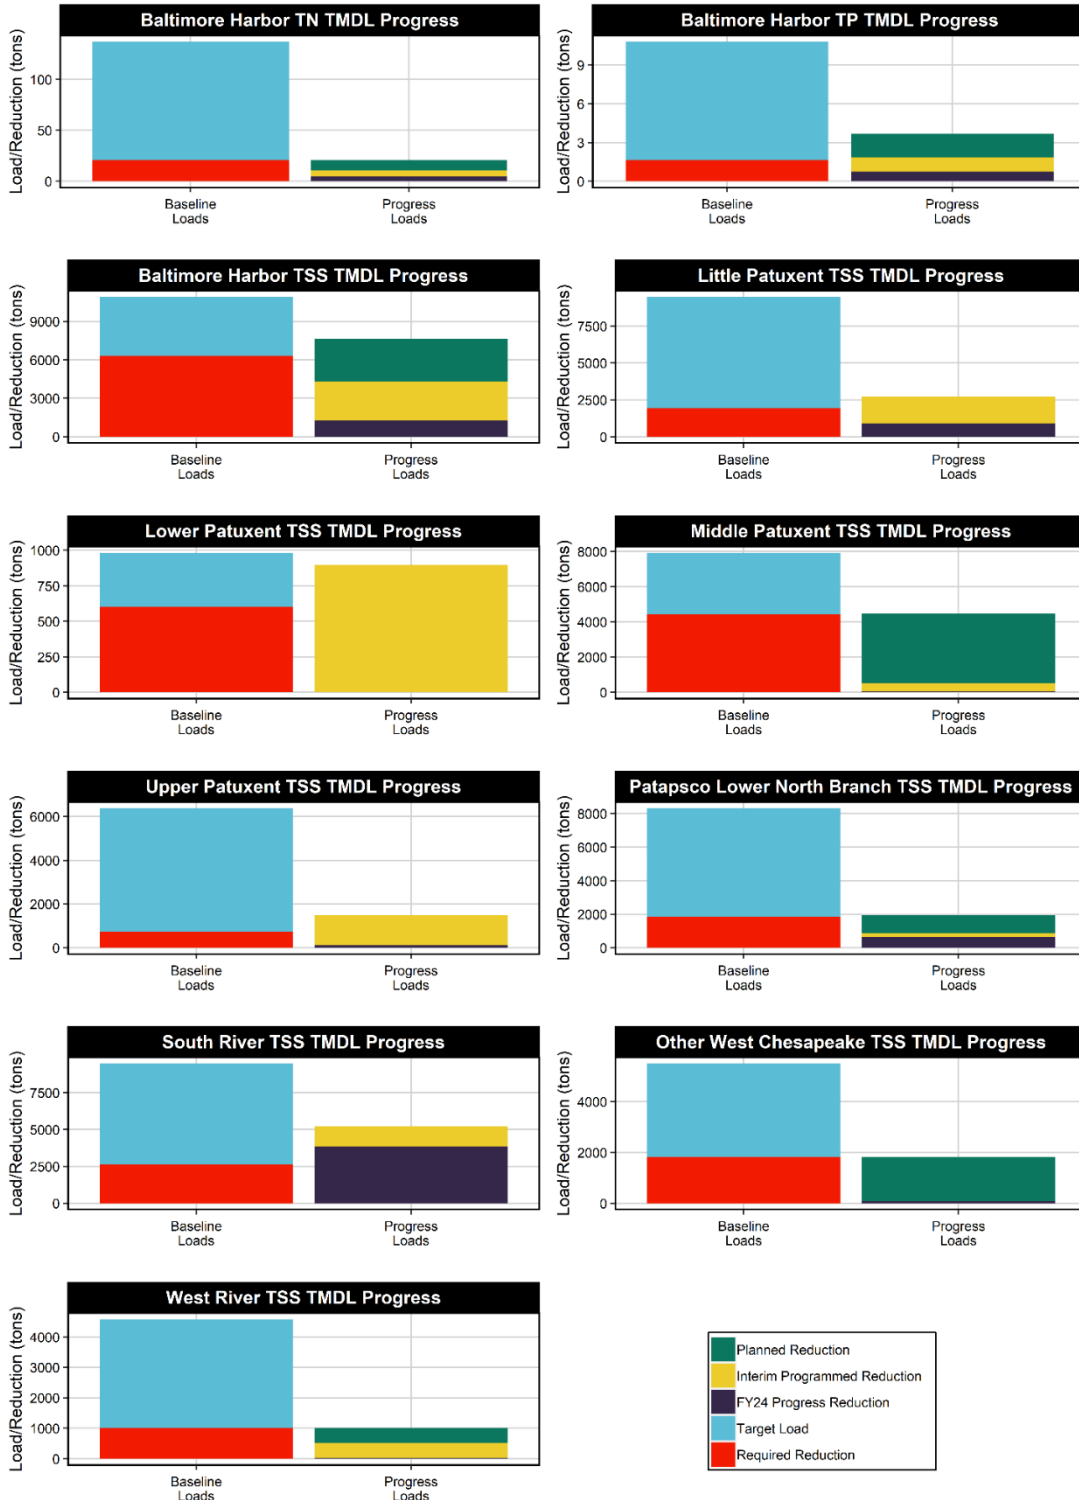 Baltimore Harbor TN TMDL Progress
Load/Reduction (tons)
100
50
0
Baseline
Loads
Progress
Loads
Baltimore Harbor TP TMDL Progress
Load/Reduction (tons)
9
6
3
0
Baseline
Loads
Progress
Loads
Baltimore Harbor TSS TMDL Progress
Load/Reduction (tons)
9000
6000
3000
0
Baseline
Loads
Progress
Loads
Little Patuxent TSS TMDL Progress
Load/Reduction (tons)
7500
5000
2500
0
Baseline
Loads
Progress
Loads
Lower Patuxent TSS TMDL Progress
Load/Reduction (tons)
1000
750
500
250
0
Baseline
Loads
Progress
Loads
Middle Patuxent TSS TMDL Progress
Load/Reduction (tons)
8000
6000
4000
2000
0
Baseline
Loads
Progress
Loads
Upper Patuxent TSS TMDL Progress
Load/Reduction (tons)
6000
4000
2000
0
Baseline
Loads
Progress
Loads
Patapsco Lower North Branch TSS TMDL Progress
Load/Reduction (tons)
8000
6000
4000
2000
0
Baseline
Loads
Progress
Loads
South River TSS TMDL Progress
Load/Reduction (tons)
7500
5000
2500
0
Baseline
Loads
Progress
Loads
Other West Chesapeake TSS TMDL Progress
Load/Reduction (tons)
4000
2000
0
Baseline
Loads
Progress
Loads
West River TSS TMDL Progress
Load/Reduction (tons)
4000
3000
2000
1000
0
Baseline
Loads
Progress
Loads
Planned Reduction
Interim Programmed Reduction
FY24 Progress Reduction
Target Load
Required Reduction